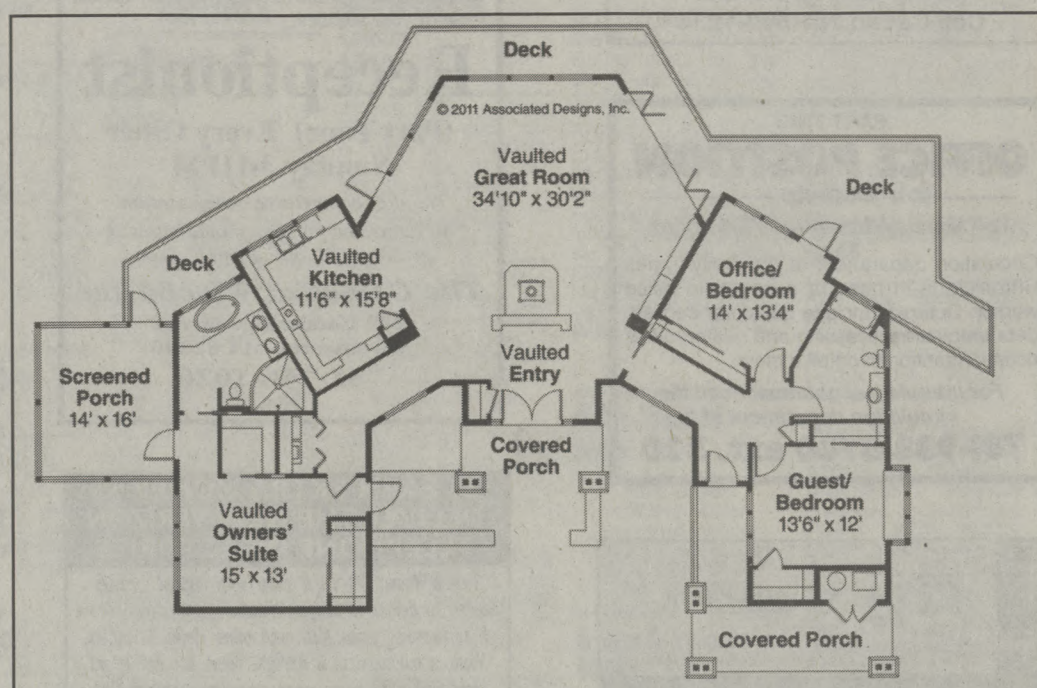 Deck
© 2011 Associated Designs, Inc.
Vaulted
Great Room
34'10" x 30'2"
Deck
Deck
Vaulted
Kitchen
11'6" x 15'8"
Office/
Bedroom
14' x 13'4"
Screened
Porch
14' x 16'
Vaulted
Entry
Covered
Porch
Vaulted
Owners'
Suite
15' x 13'
Guest/
Bedroom
13'6" x 12'
Covered Porch